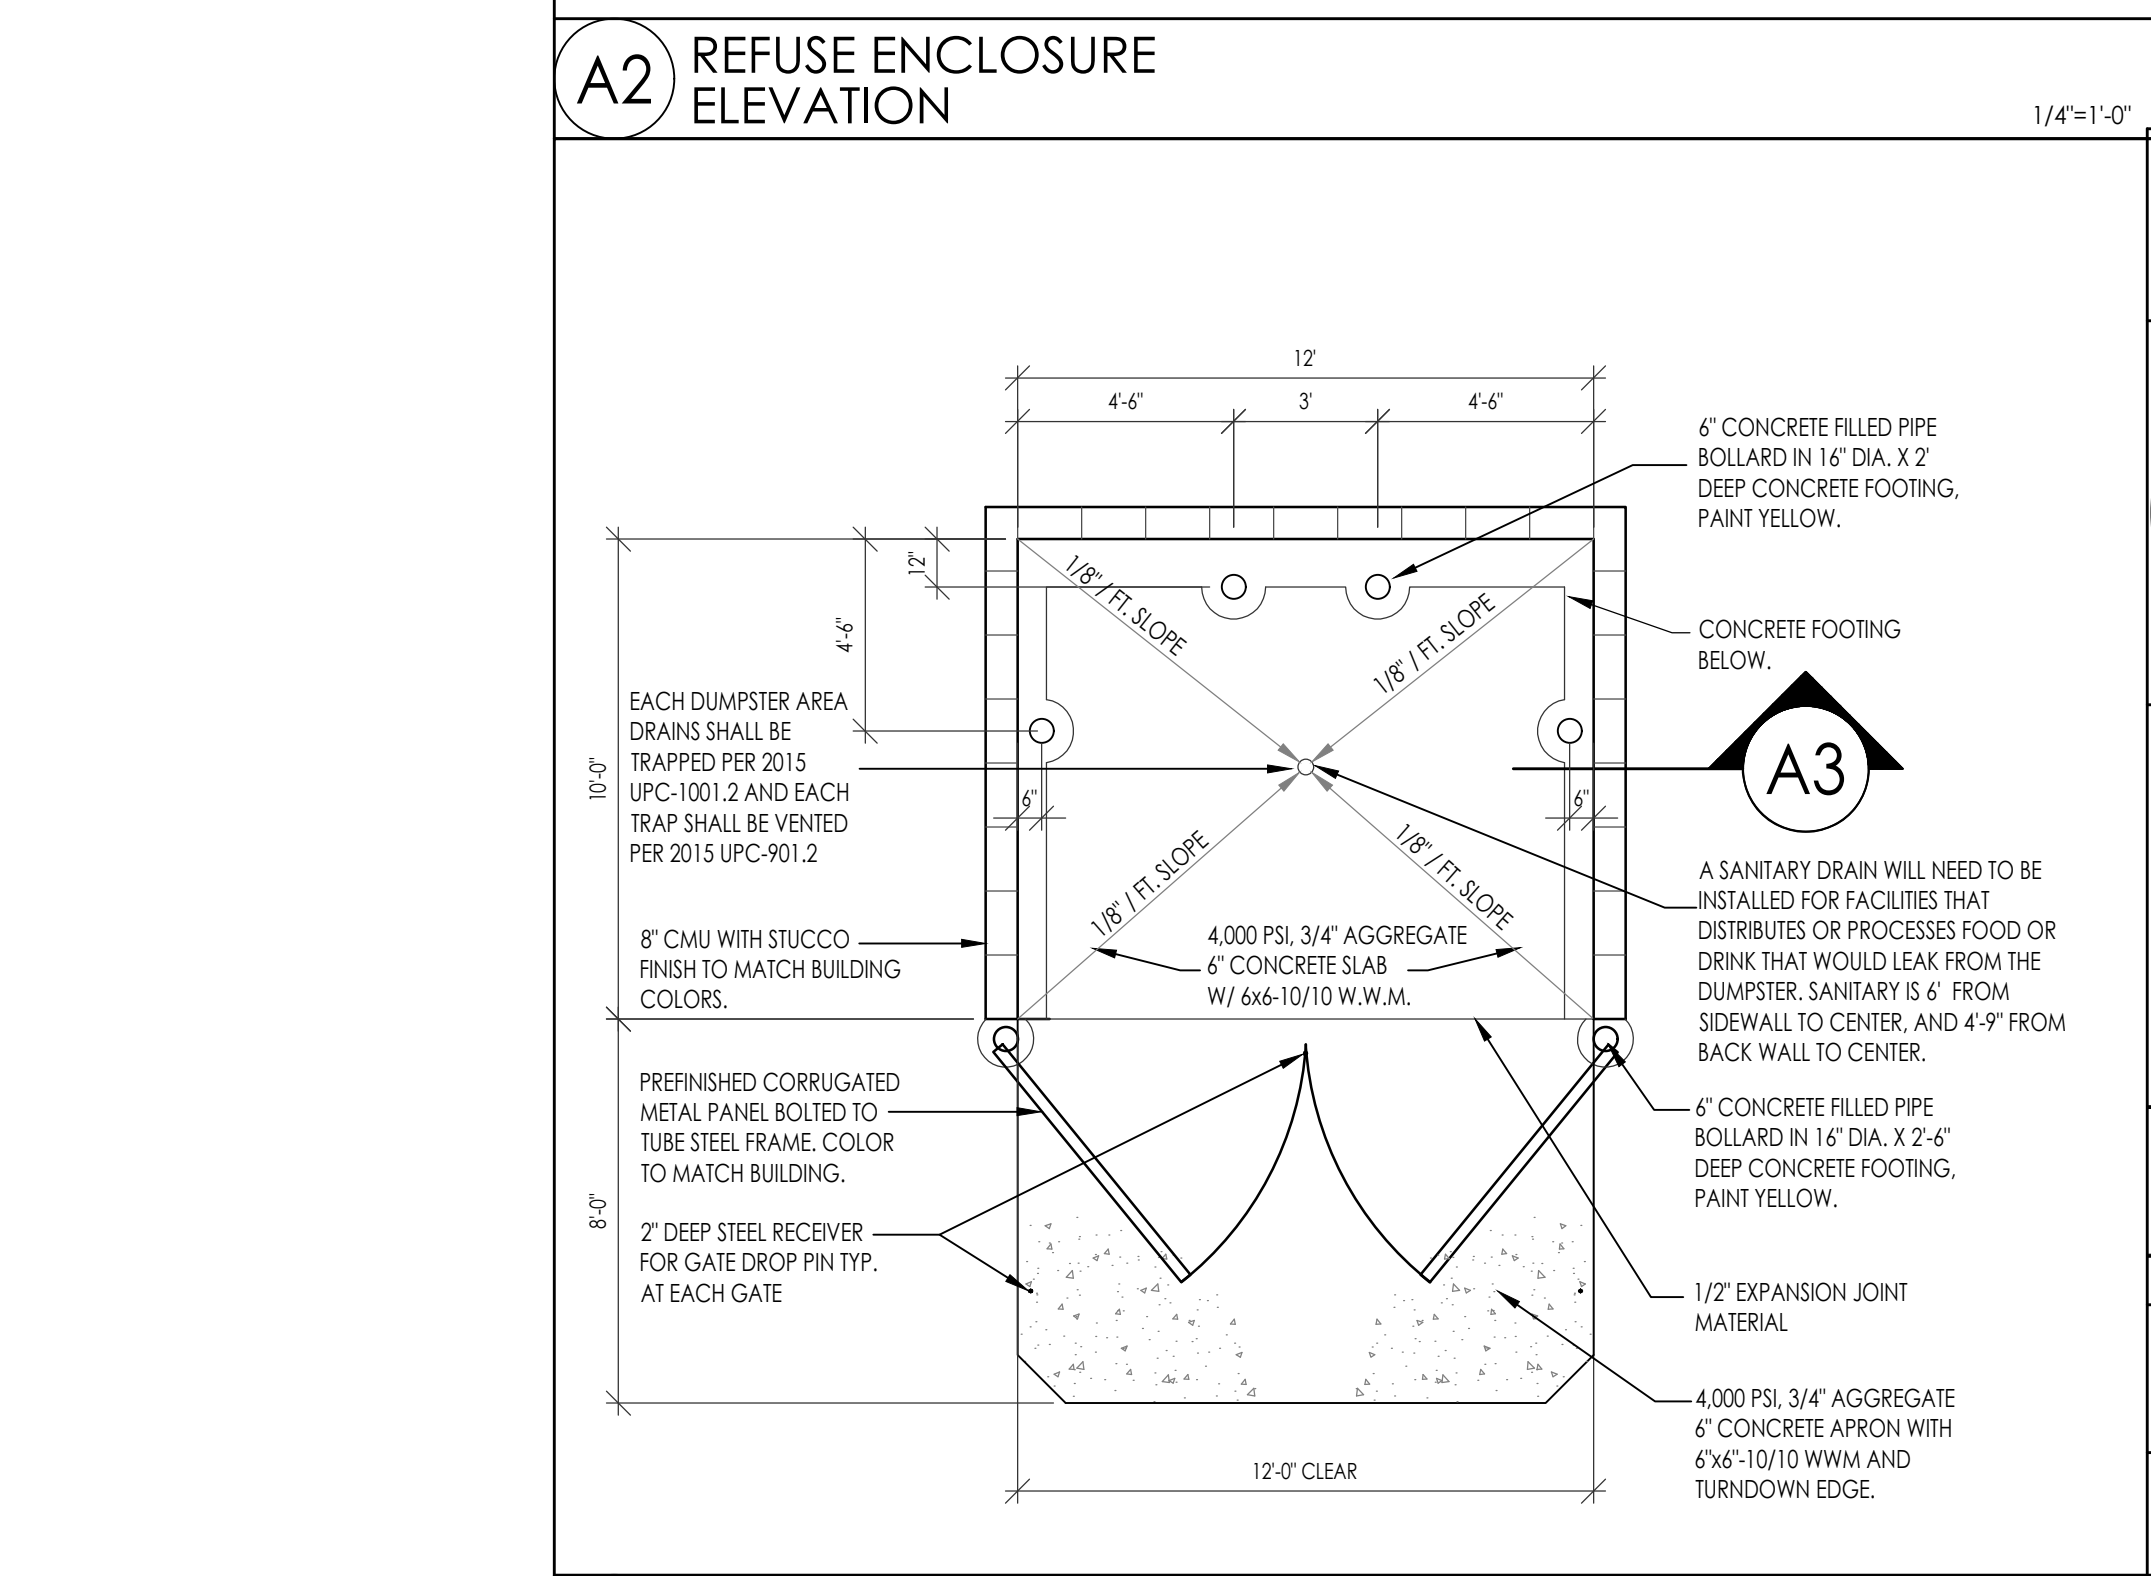 A2
REFUSE ENCLOSURE
ELEVATION
1/4"=1'-0"
12'
4'-6"
3'
4'-6"
6" CONCRETE FILLED PIPE
BOLLARD IN 16" DIA. X 2'
DEEP CONCRETE FOOTING,
PAINT YELLOW.
12"
4'-6"
10'-0"
8'-0"
1/8" / FT. SLOPE
1/8" / FT. SLOPE
1/8" / FT. SLOPE
1/8" / FT. SLOPE
CONCRETE FOOTING
BELOW.
A3
EACH DUMPSTER AREA
DRAINS SHALL BE
TRAPPED PER 2015
UPC-1001.2 AND EACH
TRAP SHALL BE VENTED
PER 2015 UPC-901.2
6"
6"
A SANITARY DRAIN WILL NEED TO BE
INSTALLED FOR FACILITIES THAT
DISTRIBUTES OR PROCESSES FOOD OR
DRINK THAT WOULD LEAK FROM THE
DUMPSTER. SANITARY IS 6' FROM
SIDEWALL TO CENTER, AND 4'-9" FROM
BACK WALL TO CENTER.
8" CMU WITH STUCCO
FINISH TO MATCH BUILDING
COLORS.
4,000 PSI, 3/4" AGGREGATE
6" CONCRETE SLAB
W/ 6x6-10/10 W.W.M.
PREFINISHED CORRUGATED
METAL PANEL BOLTED TO
TUBE STEEL FRAME. COLOR
TO MATCH BUILDING.
6" CONCRETE FILLED PIPE
BOLLARD IN 16" DIA. X 2'-6"
DEEP CONCRETE FOOTING,
PAINT YELLOW.
2" DEEP STEEL RECEIVER
FOR GATE DROP PIN TYP.
AT EACH GATE
1/2" EXPANSION JOINT
MATERIAL
4,000 PSI, 3/4" AGGREGATE
6" CONCRETE APRON WITH
6"x6"-10/10 WWM AND
TURNDOWN EDGE.
12'-0" CLEAR